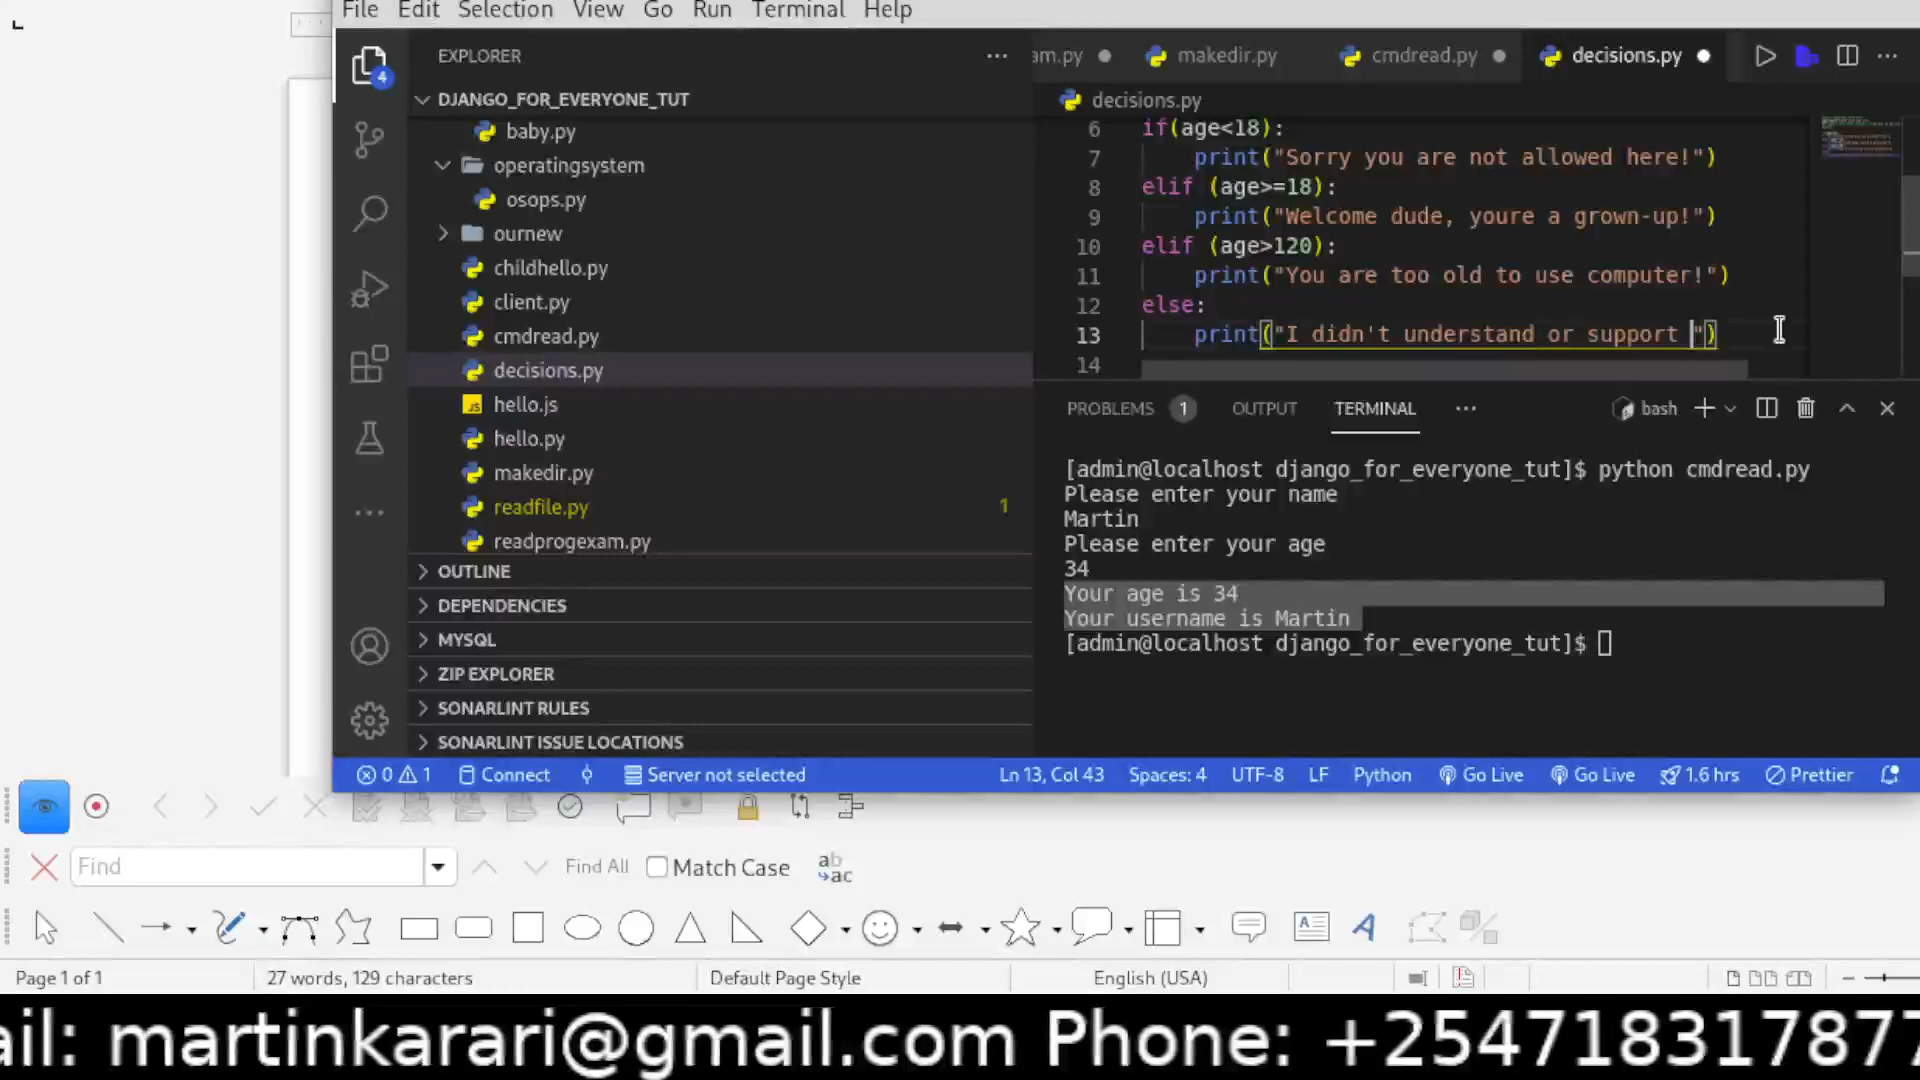 File Edit Selection View Go Run Terminal Help
4
EXPLORER
DJANGO_FOR_EVERYONE_TUT
baby.py
operatingsystem
osops.py
ournew
childhello.py
client.py
cmdread.py
decisions.py
hello.js
hello.py
makedir.py
readfile.py 1
readprogexam.py
OUTLINE
DEPENDENCIES
MYSQL
ZIP EXPLORER
SONARLINT RULES
SONARLINT ISSUE LOCATIONS
am.py makedir.py cmdread.py decisions.py
decisions.py
6 if(age<18):
7 print("Sorry you are not allowed here!")
8 elif (age>=18):
9 print("Welcome dude, youre a grown-up!")
10 elif (age>120):
11 print("You are too old to use computer!")
12 else:
13 print("I didn't understand or support ")
14
PROBLEMS 1 OUTPUT TERMINAL bash
[admin@localhost django_for_everyone_tut]$ python cmdread.py
Please enter your name
Martin
Please enter your age
34
Your age is 34
Your username is Martin
[admin@localhost django_for_everyone_tut]$
0 1 Connect Server not selected Ln 13, Col 43 Spaces: 4 UTF-8 LF Python Go Live Go Live 1.6 hrs Prettier
Find Find All Match Case
Page 1 of 1 27 words, 129 characters Default Page Style English (USA)
ail: martinkarari@gmail.com Phone: +254718317877